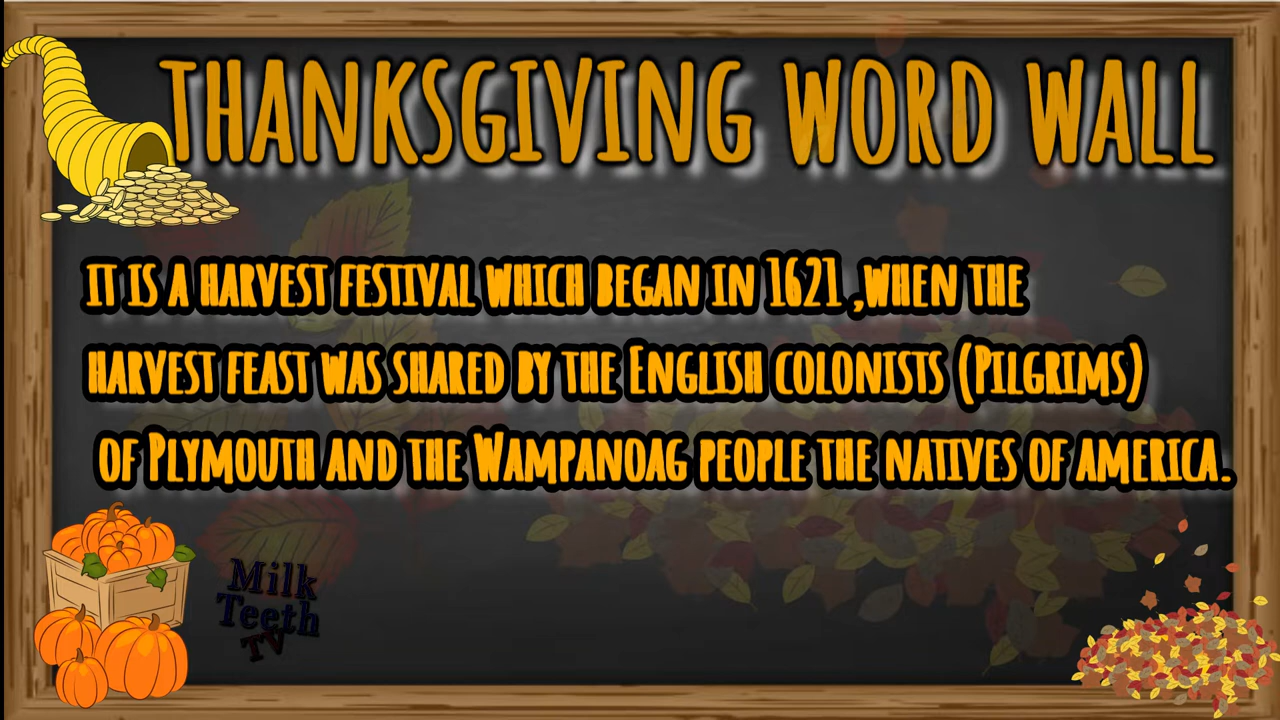 THANKSGIVING WORD WALL
IT IS A HARVEST FESTIVAL WHICH BEGAN IN 1621 ,WHEN THE
HARVEST FEAST WAS SHARED BY THE ENGLISH COLONISTS (PILGRIMS)
OF PLYMOUTH AND THE WAMPANOAG PEOPLE THE NATIVES OF AMERICA.
Milk
Teeth
TV